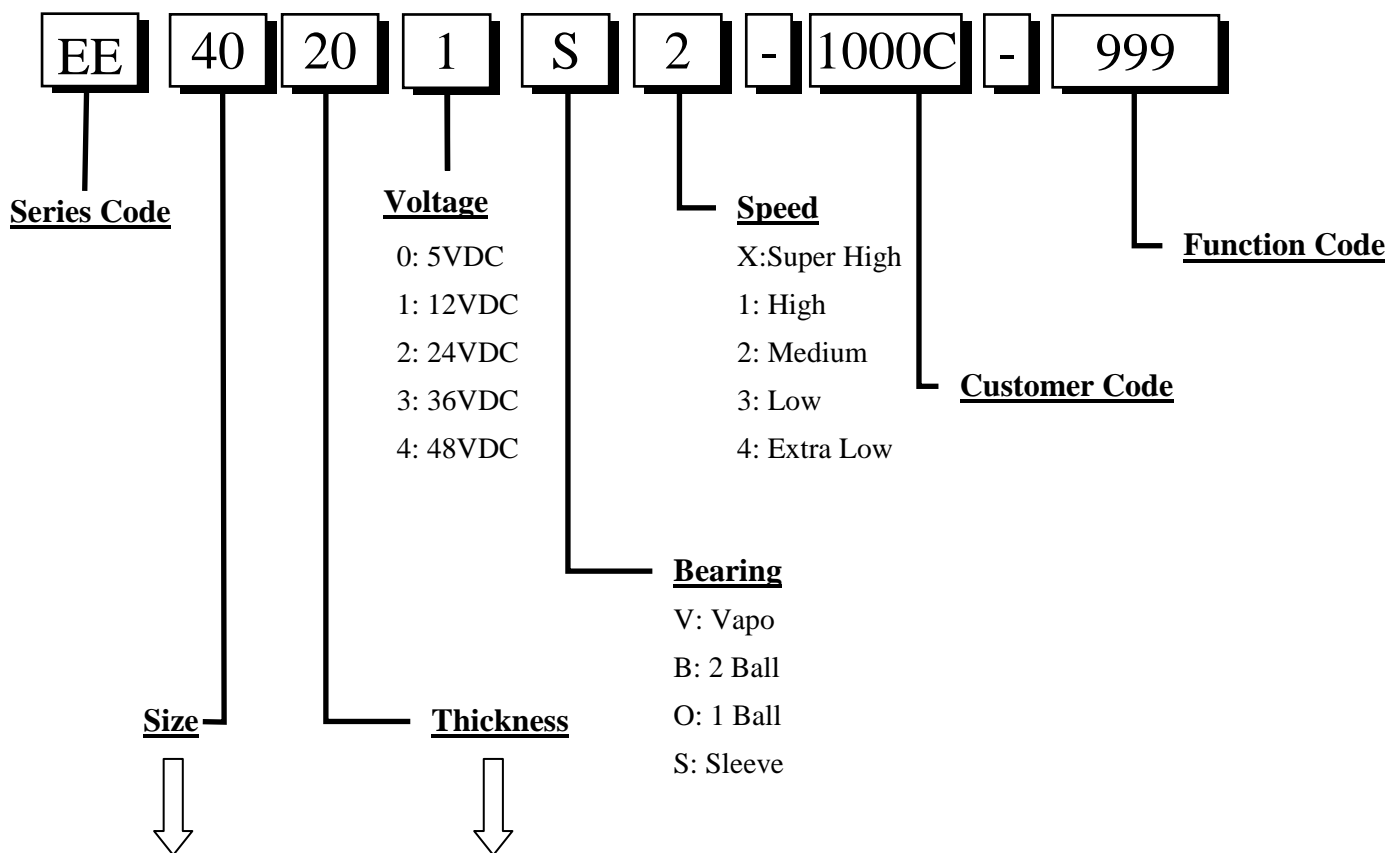 EE 40 20 1 S 2 - 1000C - 999
Series Code
Voltage
0: 5VDC
1: 12VDC
2: 24VDC
3: 36VDC
4: 48VDC
Speed
X:Super High
1: High
2: Medium
3: Low
4: Extra Low
Function Code
Customer Code
Bearing
V: Vapo
B: 2 Ball
O: 1 Ball
S: Sleeve
Size
Thickness